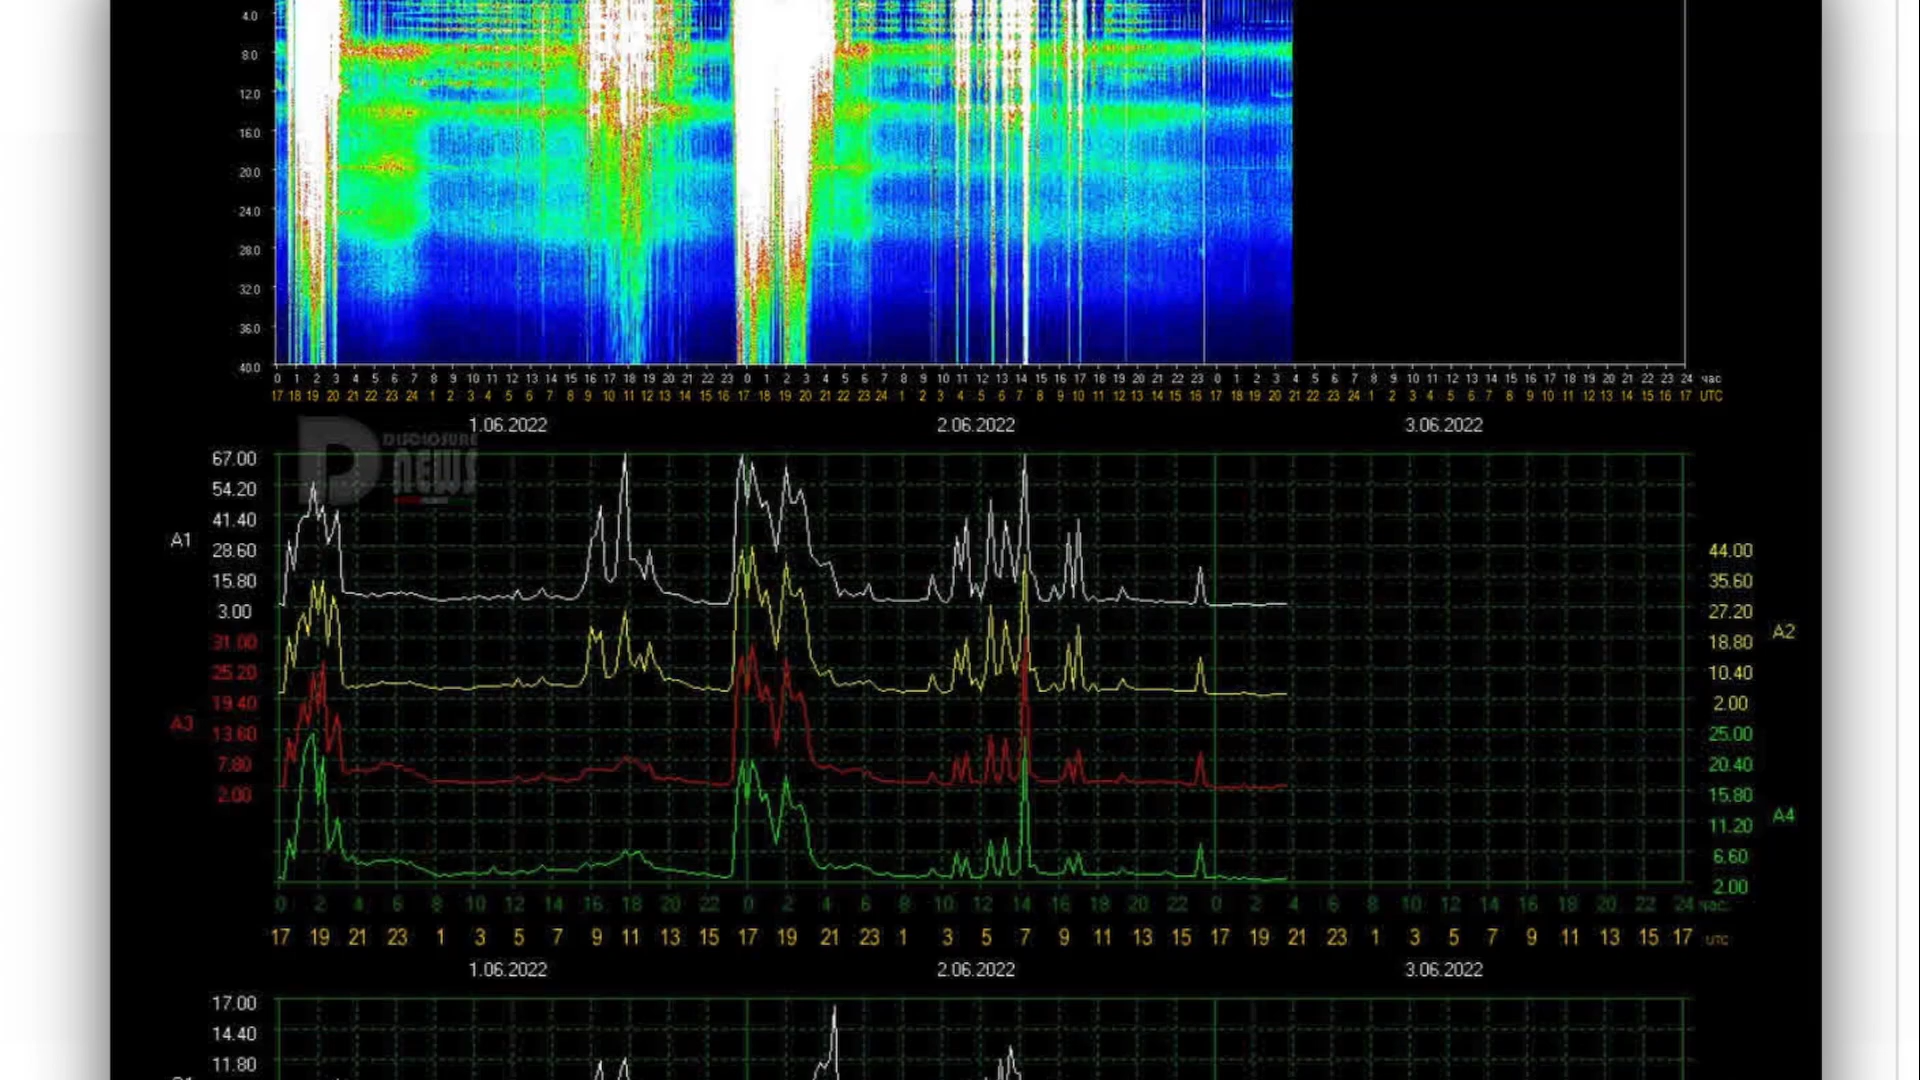 4.0
8.0
12.0
16.0
20.0
24.0
28.0
32.0
36.0
40.0
0 1 2 3 4 5 6 7 8 9 10 11 12 13 14 15 16 17 18 19 20 21 22 23 0 1 2 3 4 5 6 7 8 9 10 11 12 13 14 15 16 17 18 19 20 21 22 23 0 1 2 3 4 5 6 7 8 9 10 11 12 13 14 15 16 17 18 19 20 21 22 23 24 час
17 18 19 20 21 22 23 24 1 2 3 4 5 6 7 8 9 10 11 12 13 14 15 16 17 18 19 20 21 22 23 24 1 2 3 4 5 6 7 8 9 10 11 12 13 14 15 16 17 18 19 20 21 22 23 24 1 2 3 4 5 6 7 8 9 10 11 12 13 14 15 16 17 UTC
1.06.2022 2.06.2022 3.06.2022
D DISCLOSURE
NEWS
67.00
54.20
41.40
A1
28.60 44.00
15.80 35.60
3.00 27.20
A2
31.00 18.80
25.20 10.40
19.40 2.00
A3
13.60 25.00
7.80 20.40
2.00 15.80
A4
11.20
6.60
2.00
0 2 4 6 8 10 12 14 16 18 20 22 0 2 4 6 8 10 12 14 16 18 20 22 0 2 4 6 8 10 12 14 16 18 20 22 24 час
17 19 21 23 1 3 5 7 9 11 13 15 17 19 21 23 1 3 5 7 9 11 13 15 17 19 21 23 1 3 5 7 9 11 13 15 17 UTC
1.06.2022 2.06.2022 3.06.2022
17.00
14.40
11.80